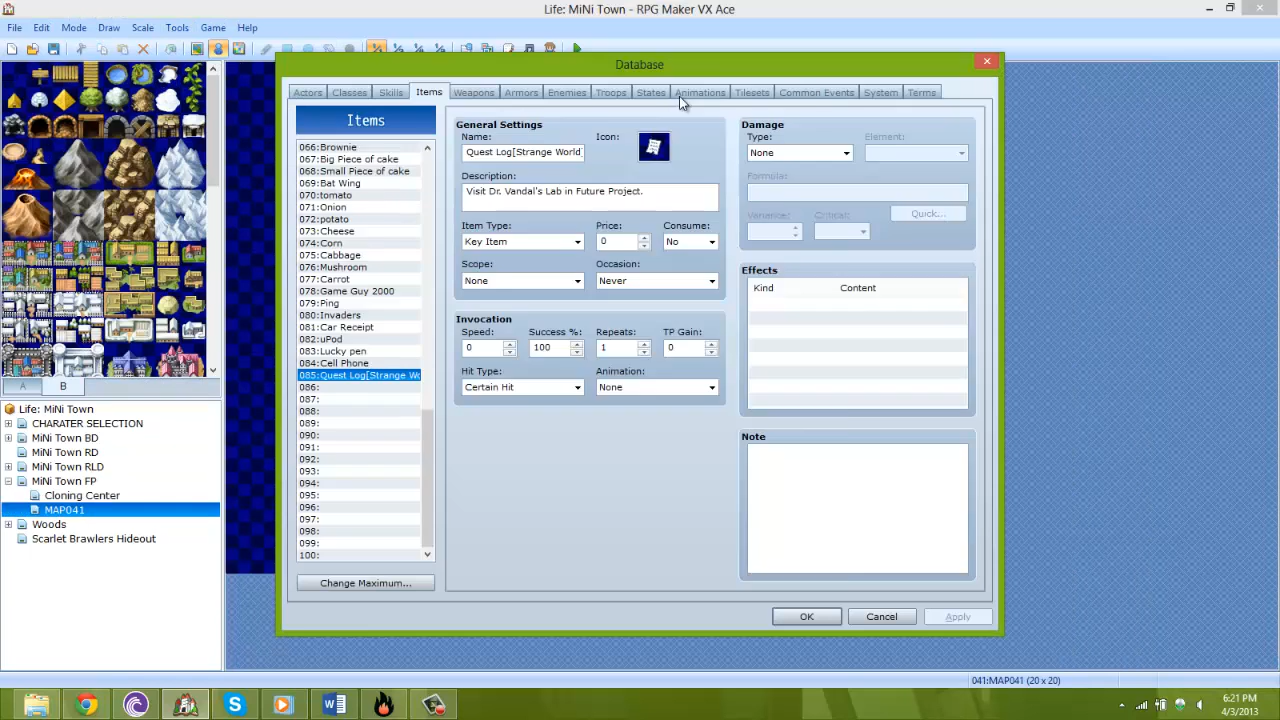 Life: MiNi Town - RPG Maker VX Ace
File Edit Mode Draw Scale Tools Game Help
Database
Actors Classes Skills Items Weapons Armors Enemies Troops States Animations Tilesets Common Events System Terms
Items
066:Brownie
067:Big Piece of cake
068:Small Piece of cake
069:Bat Wing
070:tomato
071:Onion
072:potato
073:Cheese
074:Corn
075:Cabbage
076:Mushroom
077:Carrot
078:Game Guy 2000
079:Ping
080:Invaders
081:Car Receipt
082:uPod
083:Lucky pen
084:Cell Phone
085:Quest Log[Strange Wo
086:
087:
088:
089:
090:
091:
092:
093:
094:
095:
096:
097:
098:
099:
100:
Change Maximum...
General Settings
Name: Icon:
Quest Log[Strange World
Description:
Visit Dr. Vandal's Lab in Future Project.
Item Type: Price: Consume:
Key Item 0 No
Scope: Occasion:
None Never
Invocation
Speed: Success %: Repeats: TP Gain:
0 100 1 0
Hit Type: Animation:
Certain Hit None
Damage
Type: Element:
None
Formula:
Variance: Critical: Quick...
Effects
Kind Content
Note
OK Cancel Apply
A B
Life: MiNi Town
CHARATER SELECTION
MiNi Town BD
MiNi Town RD
MiNi Town RLD
MiNi Town FP
Cloning Center
MAP041
Woods
Scarlet Brawlers Hideout
041:MAP041 (20 x 20)
6:21 PM
4/3/2013